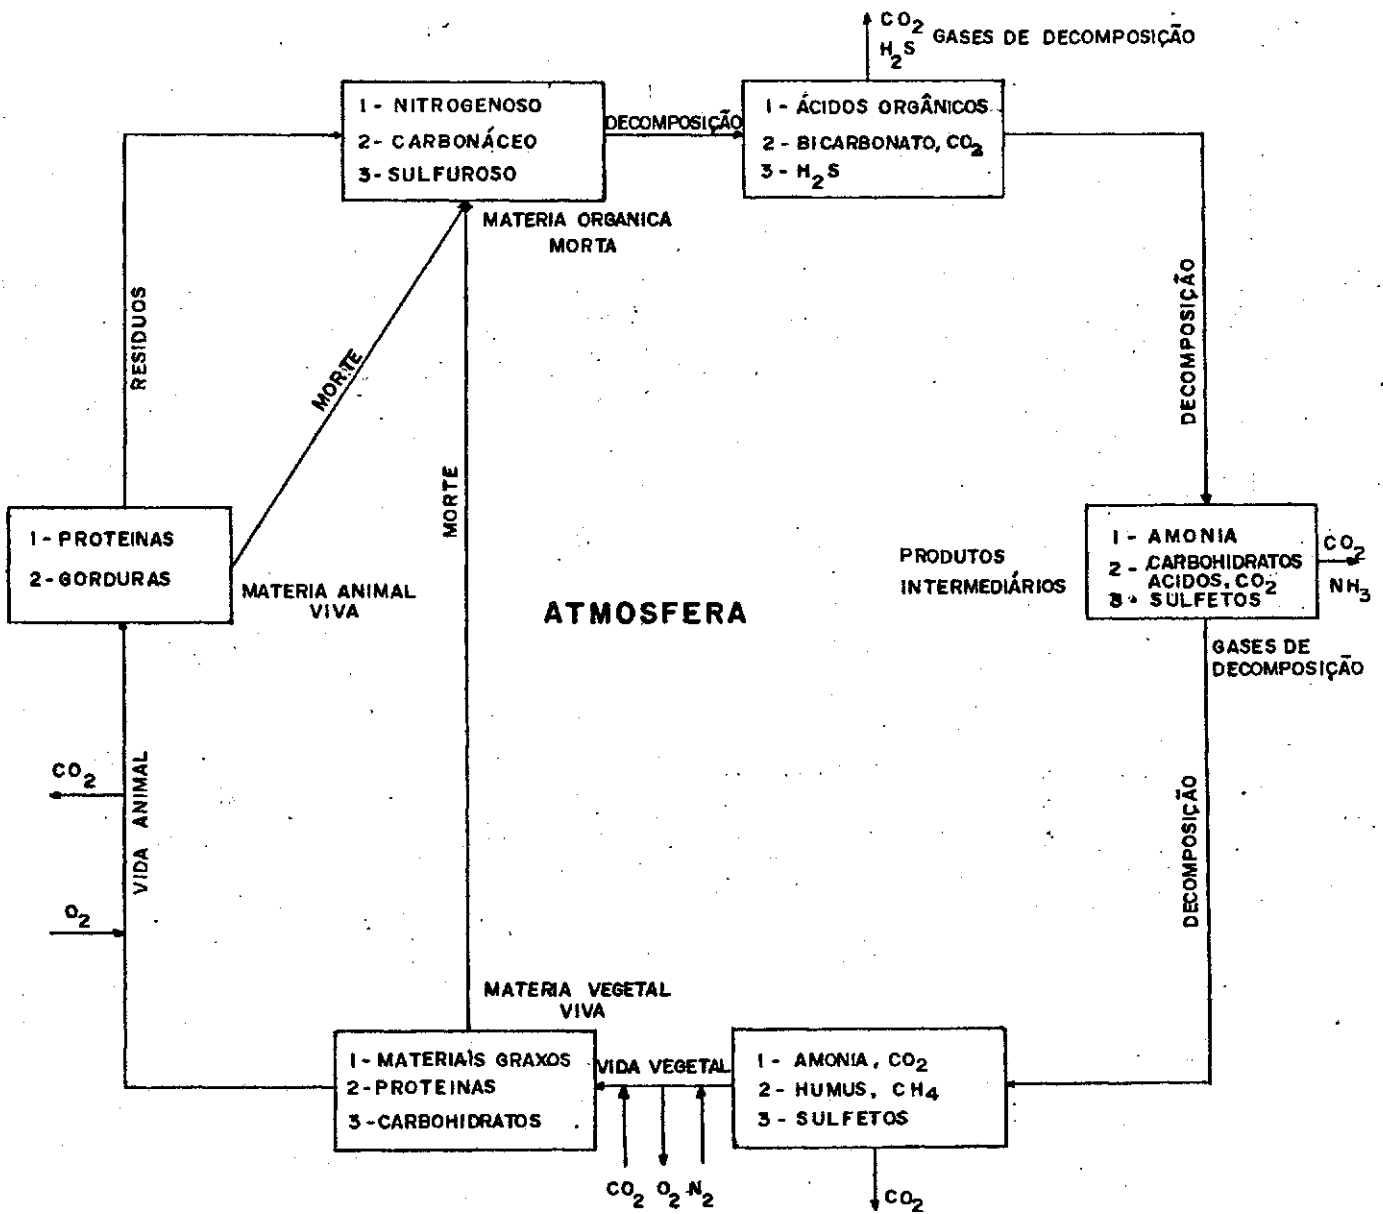 CO2
H2S
GASES DE DECOMPOSIÇÃO
1 - NITROGENOSO
2- CARBONÁCEO
3- SULFUROSO
DECOMPOSIÇÃO
1 - ÁCIDOS ORGÂNICOS
2 - BICARBONATO, CO2
3 - H2S
MATERIA ORGANICA
MORTA
RESIDUOS
MORTE
MORTE
DECOMPOSIÇÃO
1 - PROTEINAS
2- GORDURAS
MATERIA ANIMAL
VIVA
ATMOSFERA
PRODUTOS
INTERMEDIÁRIOS
1 - AMONIA
2 - CARBOHIDRATOS
ACIDOS, CO2
3 - SULFETOS
CO2
NH3
GASES DE
DECOMPOSIÇÃO
CO2
VIDA ANIMAL
O2
DECOMPOSIÇÃO
MATERIA VEGETAL
VIVA
1 - MATERIAIS GRAXOS
2- PROTEINAS
3 - CARBOHIDRATOS
VIDA VEGETAL
CO2
O2
N2
1 - AMONIA, CO2
2 - HUMUS, CH4
3 - SULFETOS
CO2